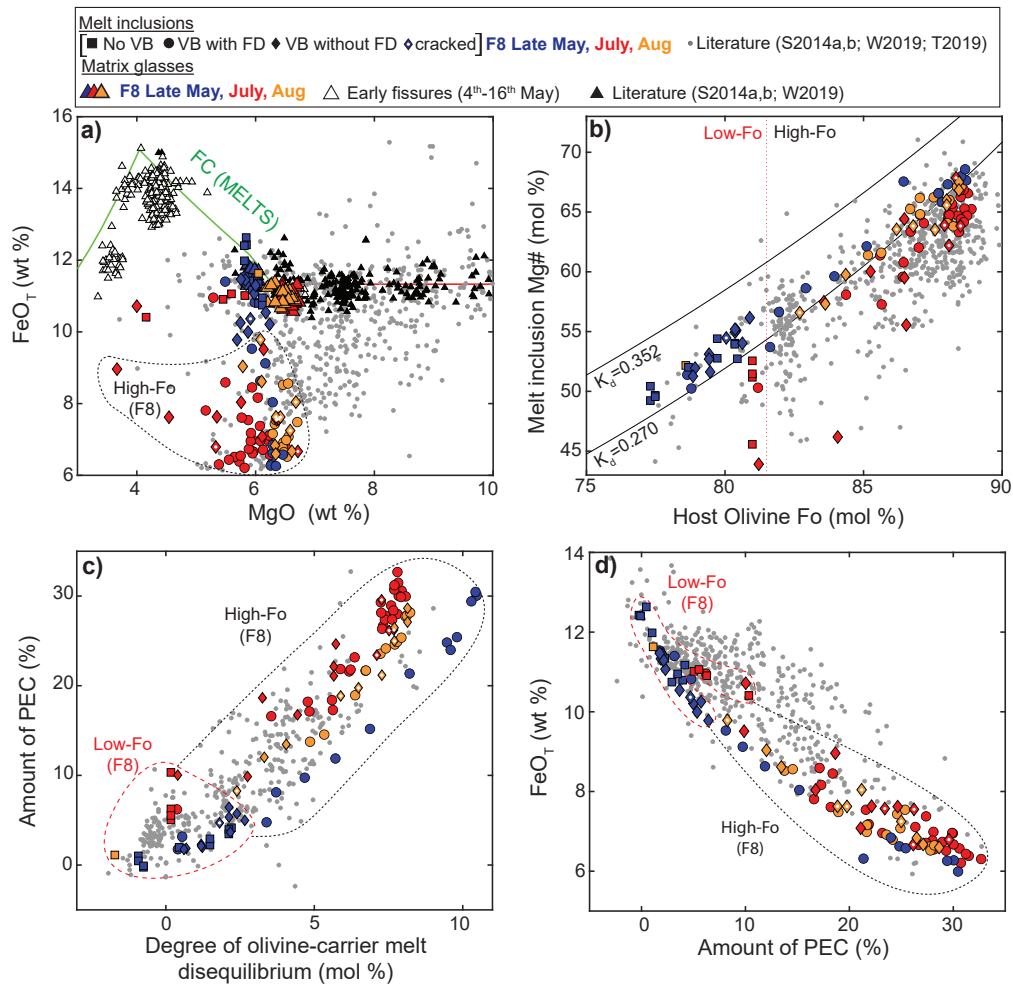 Melt inclusions
[■ No VB ● VB with FD ♦ VB without FD ◇ cracked] F8 Late May, July, Aug • Literature (S2014a,b; W2019; T2019)
Matrix glasses
▲▲▲ F8 Late May, July, Aug △ Early fissures (4th-16th May) ▲ Literature (S2014a,b; W2019)
a)
16
14
12
10
8
6
FeO_T (wt %)
FC (MELTS)
High-Fo
(F8)
4 6 8 10
MgO (wt %)
b)
Low-Fo High-Fo
70
65
60
55
50
45
Melt inclusion Mg# (mol %)
K_d=0.352
K_d=0.270
75 80 85 90
Host Olivine Fo (mol %)
c)
30
20
10
0
Amount of PEC (%)
High-Fo
(F8)
Low-Fo
(F8)
0 5 10
Degree of olivine-carrier melt
disequilibrium (mol %)
d)
14
12
10
8
6
FeO_T (wt %)
Low-Fo
(F8)
High-Fo
(F8)
0 10 20 30
Amount of PEC (%)